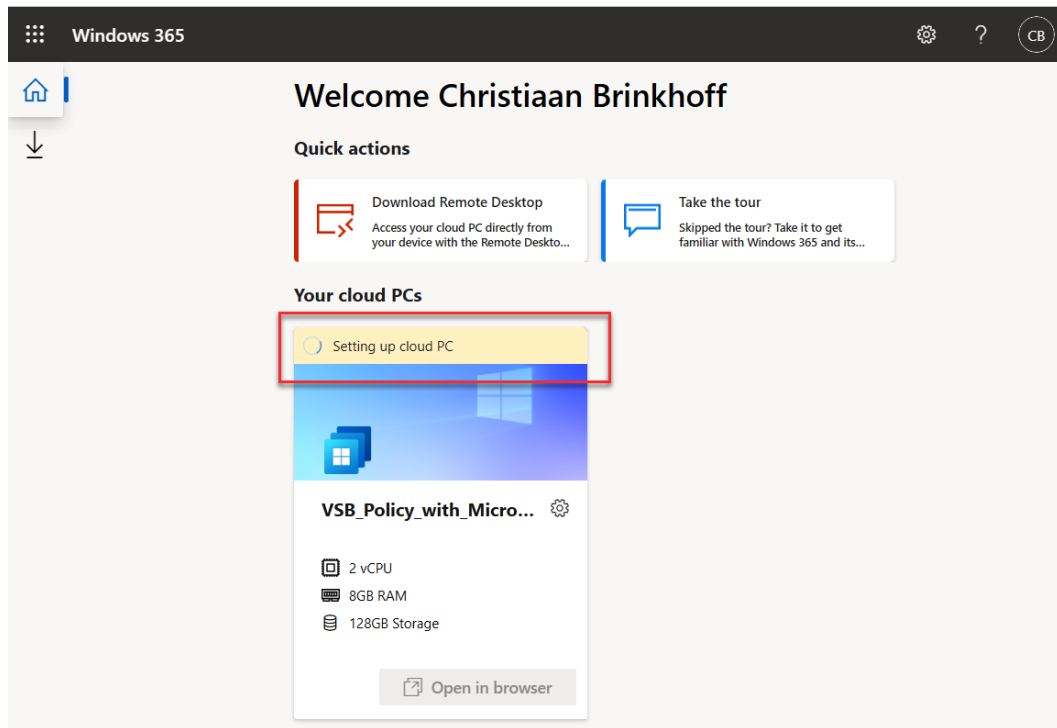 Windows 365
CB
Welcome Christiaan Brinkhoff
Quick actions
Download Remote Desktop
Access your cloud PC directly from
your device with the Remote Deskto...
Take the tour
Skipped the tour? Take it to get
familiar with Windows 365 and its...
Your cloud PCs
Setting up cloud PC
VSB_Policy_with_Micro...
2 vCPU
8GB RAM
128GB Storage
Open in browser